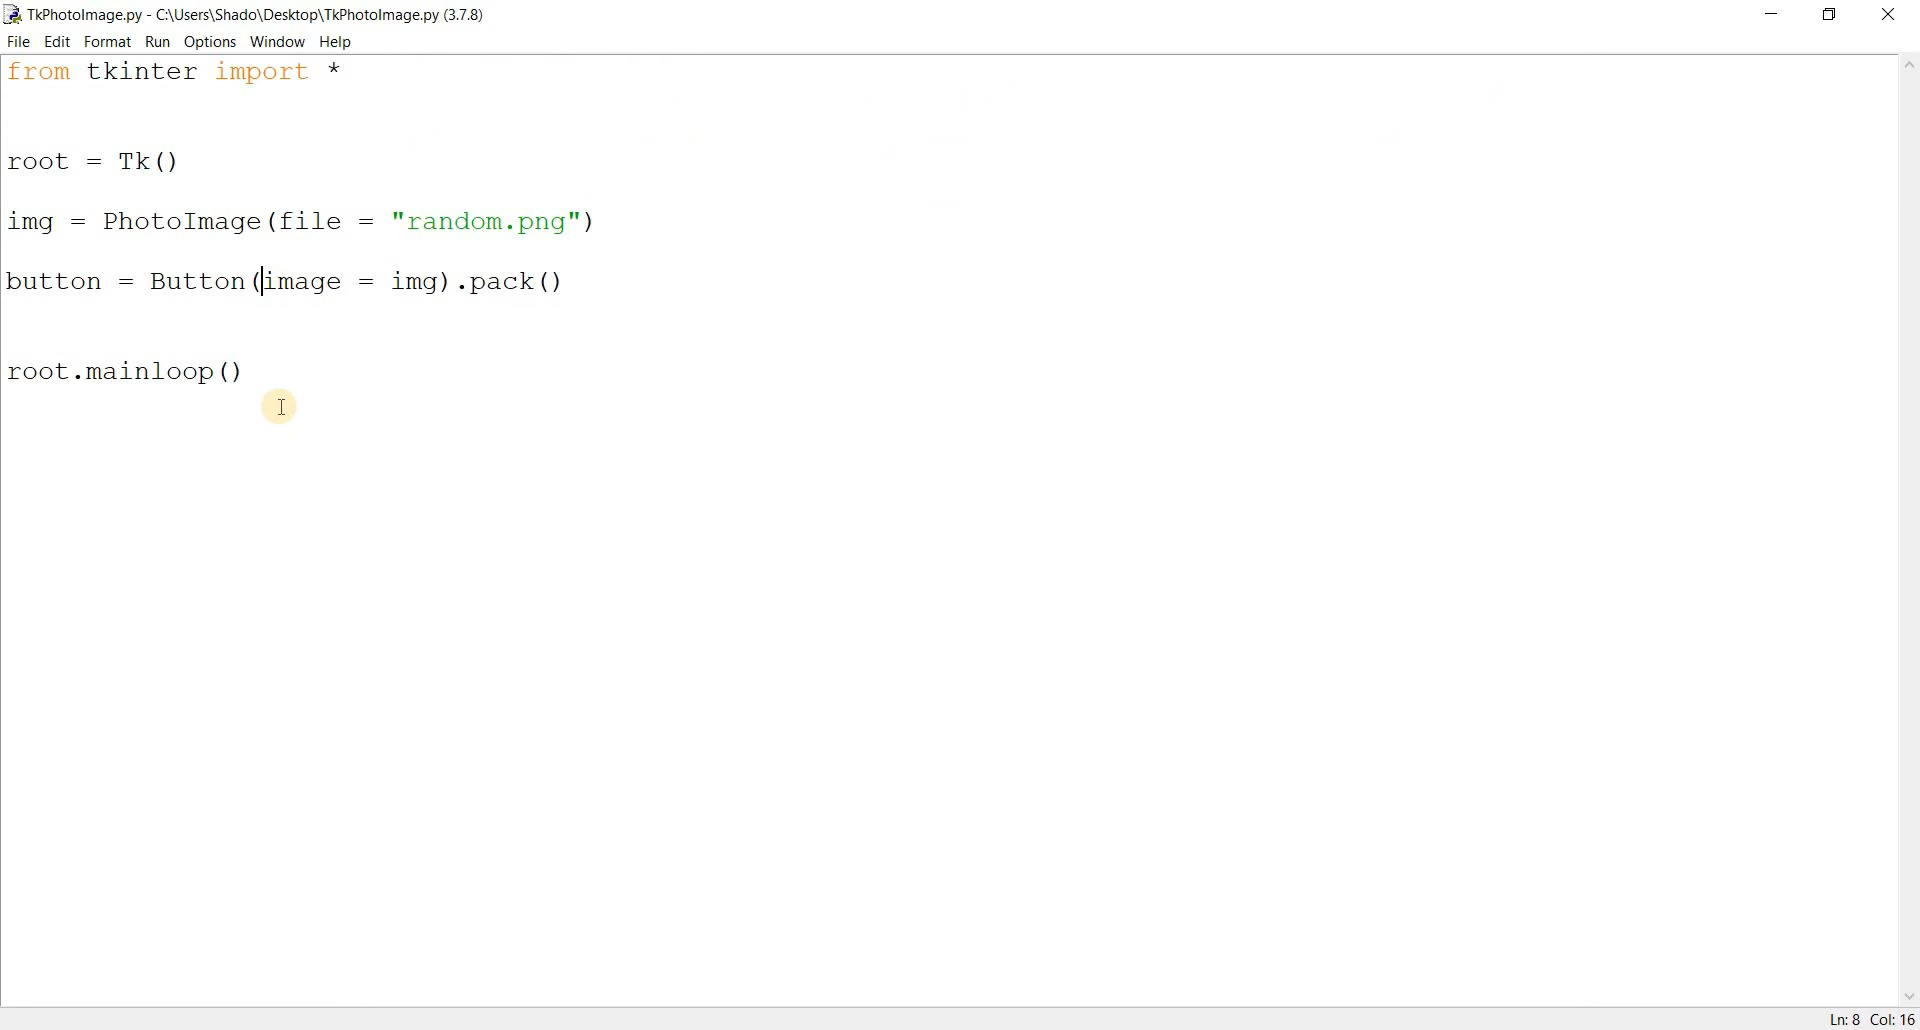 TkPhotoImage.py - C:\Users\Shado\Desktop\TkPhotoImage.py (3.7.8)
File Edit Format Run Options Window Help
from tkinter import *
root = Tk()
img = PhotoImage(file = "random.png")
button = Button(image = img).pack()
root.mainloop()
Ln: 8 Col: 16